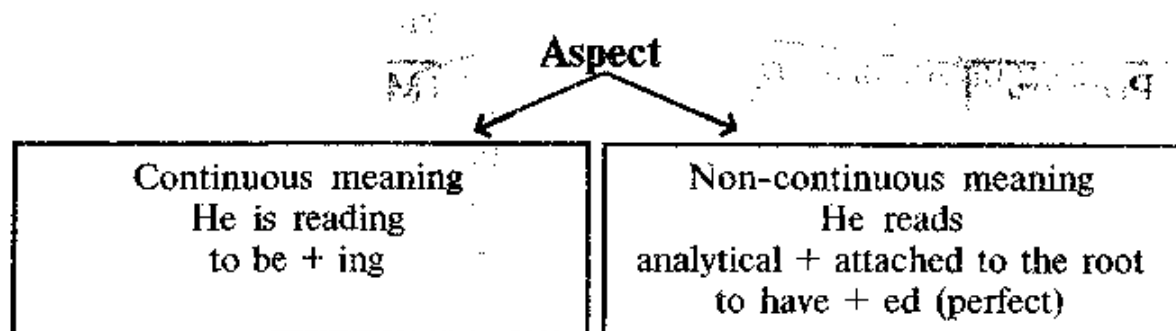 Aspect
Continuous meaning
He is reading
to be + ing
Non-continuous meaning
He reads
analytical + attached to the root
to have + ed (perfect)